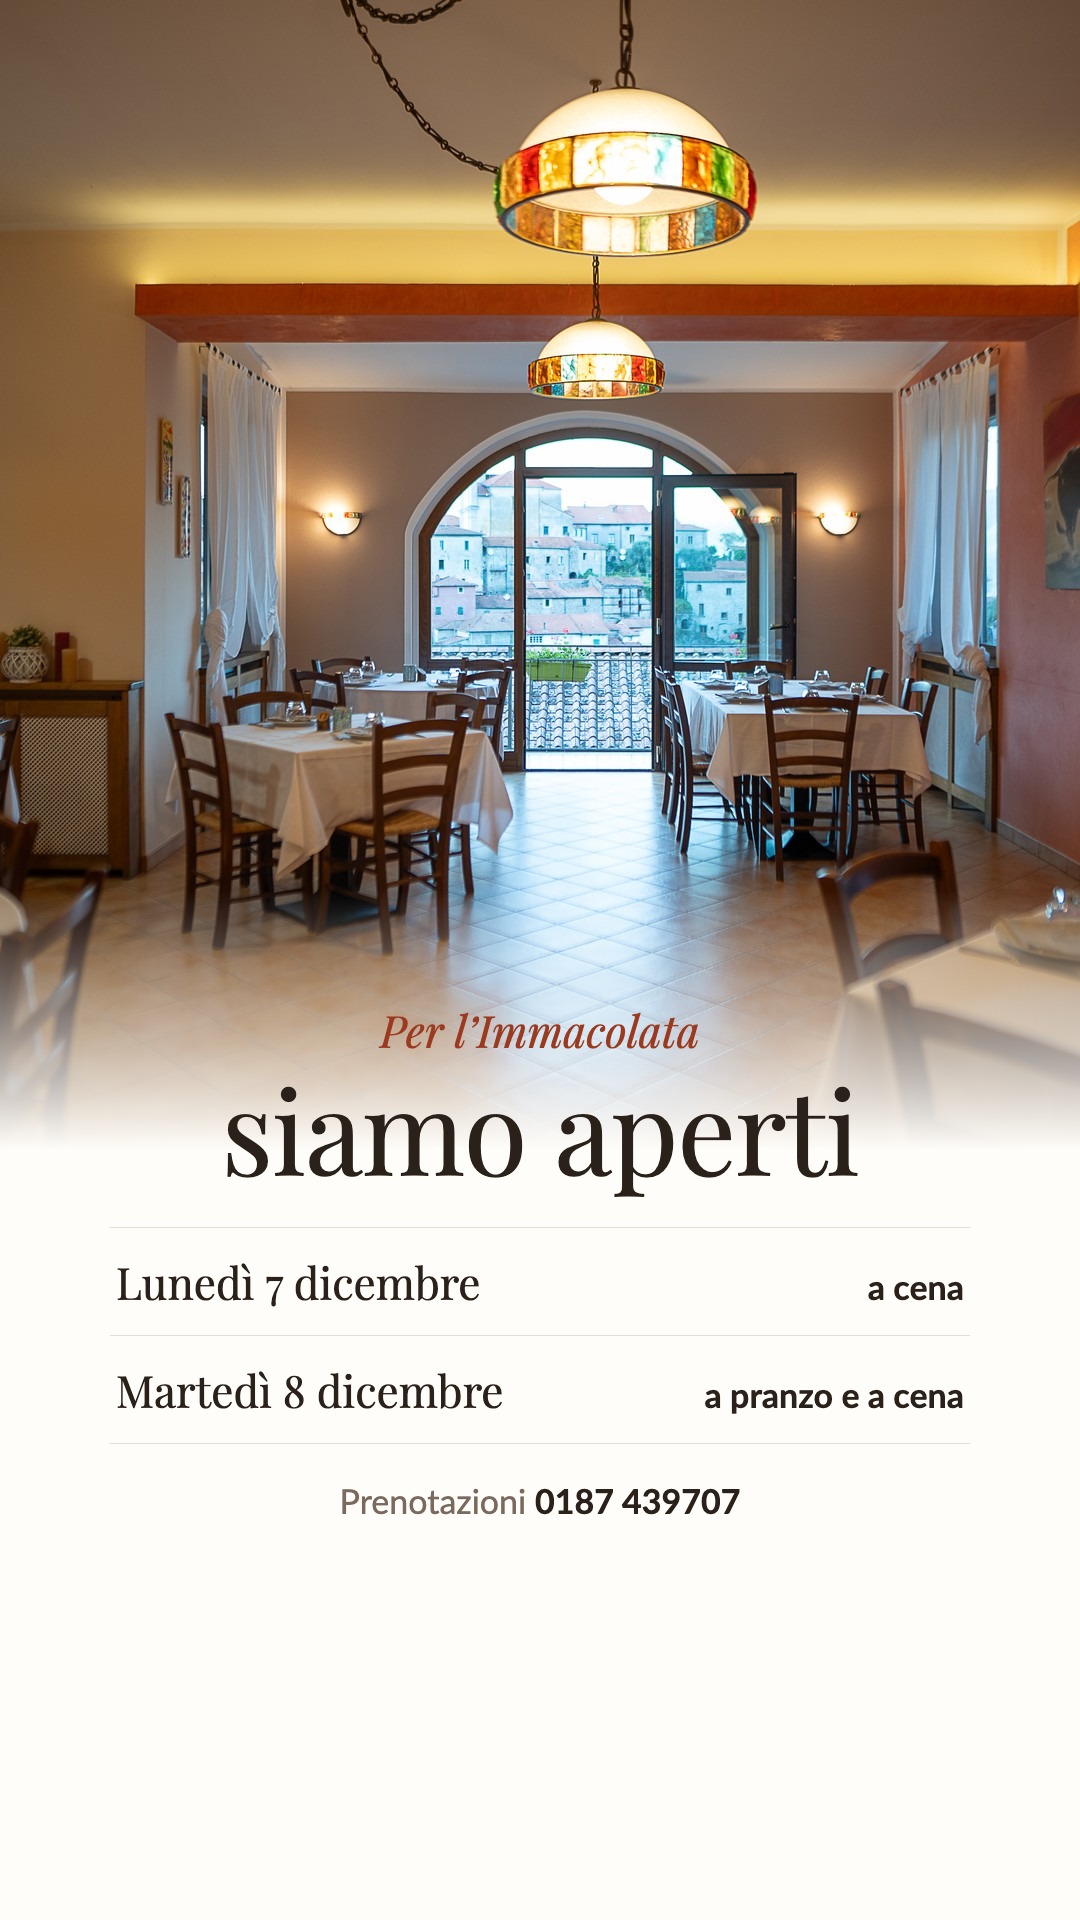 Per l’Immacolata
siamo aperti
Lunedì 7 dicembre a cena
Martedì 8 dicembre a pranzo e a cena
Prenotazioni 0187 439707